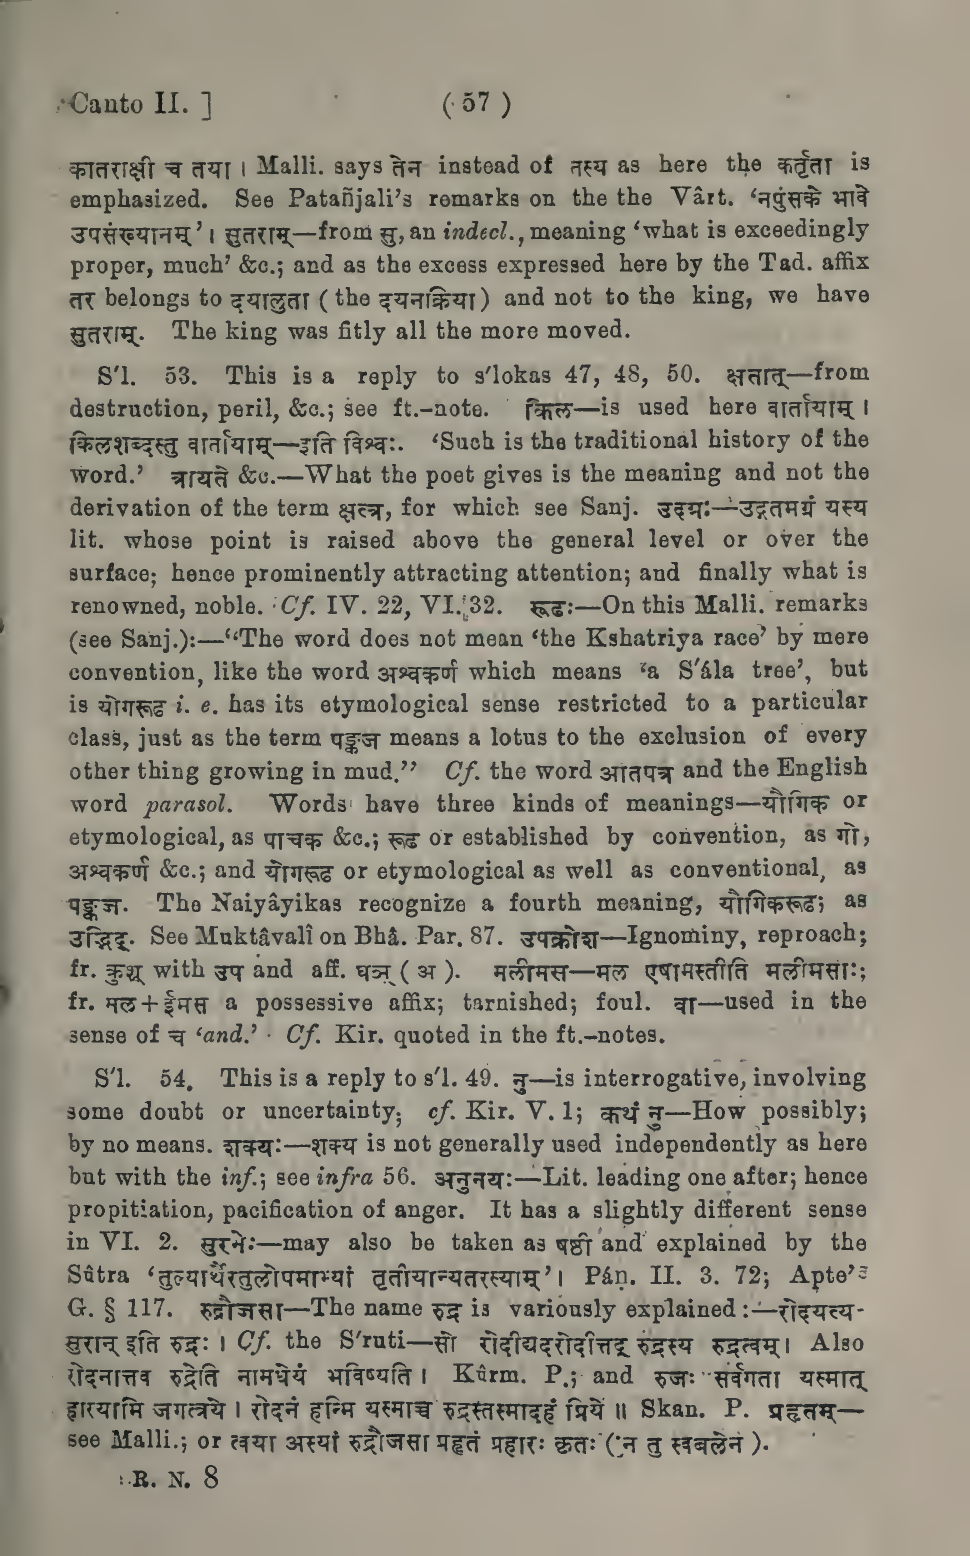 Canto II. ] ( 57 )
कातराक्षी च तया । Malli. says तेन instead of तस्य as here the कर्तृता is
emphasized. See Patañjali's remarks on the the Vârt. 'नपुंसके भावे
उपसंख्यानम्' । सुतराम्—from सु, an indecl., meaning 'what is exceedingly
proper, much' &c.; and as the excess expressed here by the Tad. affix
तर belongs to दयालुता ( the दयनक्रिया ) and not to the king, we have
सुतराम्. The king was fitly all the more moved.
S'l. 53. This is a reply to s'lokas 47, 48, 50. क्षतात्—from
destruction, peril, &c.; see ft.-note. किल—is used here वार्तायाम् ।
किलशब्दस्तु वार्तायाम्—इति विश्वः. 'Such is the traditional history of the
word.' त्रायते &c.—What the poet gives is the meaning and not the
derivation of the term क्षत्त्र, for which see Sanj. उदग्रः—उद्गतमग्रं यस्य
lit. whose point is raised above the general level or over the
surface; hence prominently attracting attention; and finally what is
renowned, noble. Cf. IV. 22, VI. 32. रूढः—On this Malli. remarks
(see Sanj.):—"The word does not mean 'the Kshatriya race' by mere
convention, like the word अश्वकर्ण which means 'a S'ála tree', but
is योगरूढ i. e. has its etymological sense restricted to a particular
class, just as the term पङ्कज means a lotus to the exclusion of every
other thing growing in mud." Cf. the word आतपत्र and the English
word parasol. Words have three kinds of meanings—यौगिक or
etymological, as पाचक &c.; रूढ or established by convention, as गो,
अश्वकर्ण &c.; and योगरूढ or etymological as well as conventional, as
पङ्कज. The Naiyâyikas recognize a fourth meaning, यौगिकरूढ; as
उद्भिद्. See Muktâvalî on Bhâ. Par. 87. उपक्रोश—Ignominy, reproach;
fr. क्रुश् with उप and aff. घञ् ( अ ). मलीमस—मल एषामस्तीति मलीमसाः;
fr. मल+ईमस a possessive affix; tarnished; foul. वा—used in the
sense of च 'and.' Cf. Kir. quoted in the ft.-notes.
S'l. 54. This is a reply to s'l. 49. नु—is interrogative, involving
some doubt or uncertainty; cf. Kir. V. 1; कथं नु—How possibly;
by no means. शक्यः—शक्य is not generally used independently as here
but with the inf.; see infra 56. अनुनयः—Lit. leading one after; hence
propitiation, pacification of anger. It has a slightly different sense
in VI. 2. सुरभेः—may also be taken as षष्ठी and explained by the
Sûtra 'तुल्यार्थैरतुलोपमाभ्यां तृतीयान्यतरस्याम्' । Pán. II. 3. 72; Apte's
G. § 117. रुद्रौजसा—The name रुद्र is variously explained :—रोदयत्य-
सुरान् इति रुद्रः । Cf. the S'ruti—सो रोदीयदरोदीत्तद् रुद्रस्य रुद्रत्वम् । Also
रोदनात्तव रुद्रेति नामधेयं भविष्यति । Kûrm. P.; and रुजः सर्वगता यस्मात्
हारयामि जगत्त्रये । रोदनं हन्मि यस्माच्च रुद्रस्तस्मादहं प्रिये ॥ Skan. P. प्रहृतम्—
see Malli.; or त्वया अस्यां रुद्रौजसा प्रहृतं प्रहारः कृतः ( न तु स्वबलेन ).
R. N. 8